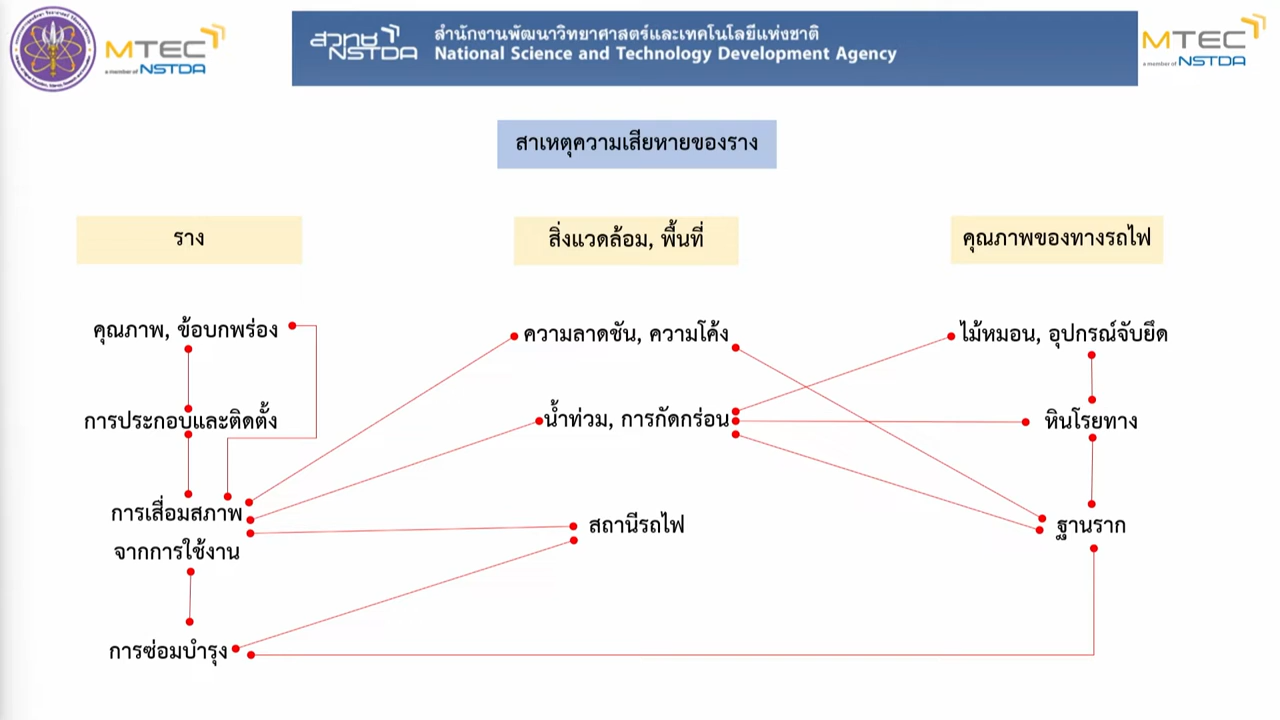 MTEC
a member of NSTDA
สวทช
NSTDA
สำนักงานพัฒนาวิทยาศาสตร์และเทคโนโลยีแห่งชาติ
National Science and Technology Development Agency
MTEC
a member of NSTDA
สาเหตุความเสียหายของราง
ราง
สิ่งแวดล้อม, พื้นที่
คุณภาพของทางรถไฟ
คุณภาพ, ข้อบกพร่อง
ความลาดชัน, ความโค้ง
ไม้หมอน, อุปกรณ์จับยึด
การประกอบและติดตั้ง
น้ำท่วม, การกัดกร่อน
หินโรยทาง
การเสื่อมสภาพ
จากการใช้งาน
สถานีรถไฟ
ฐานราก
การซ่อมบำรุง